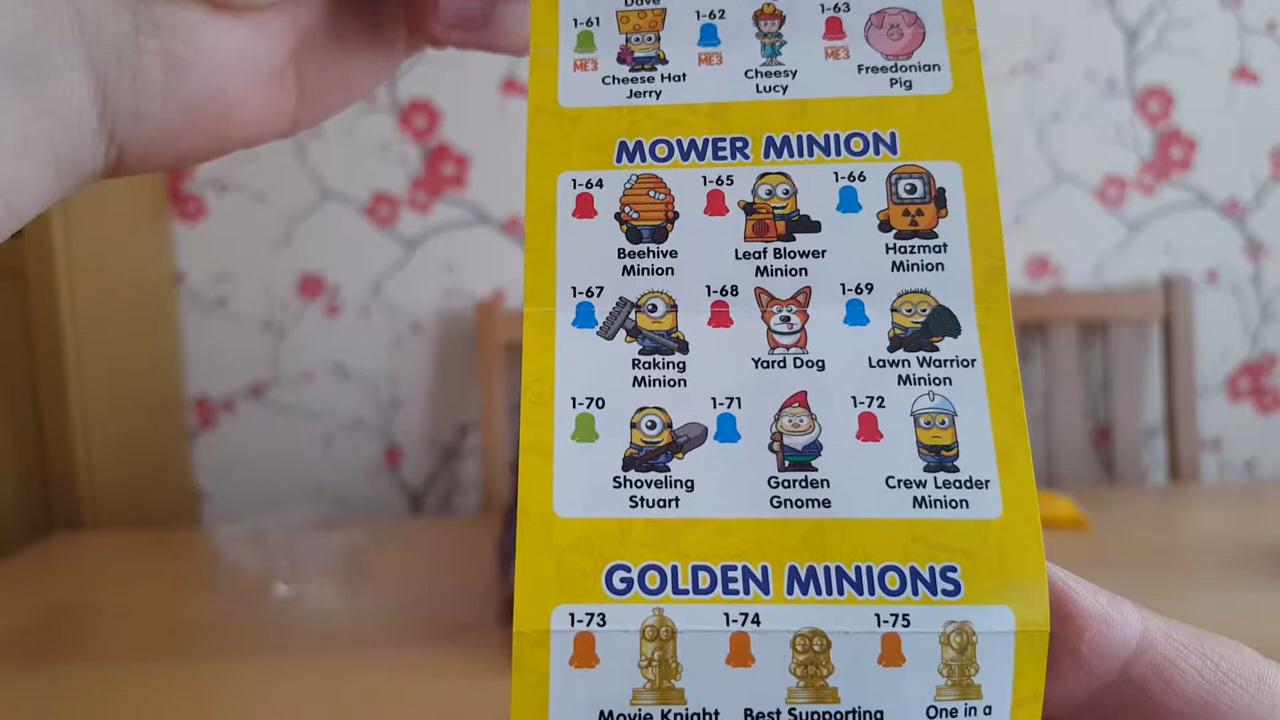 Dave
1-61 1-62 1-63
ME3 ME3 ME3
Cheese Hat
Jerry
Cheesy
Lucy
Freedonian
Pig
MOWER MINION
1-64 1-65 1-66
Beehive
Minion
Leaf Blower
Minion
Hazmat
Minion
1-67 1-68 1-69
Raking
Minion
Yard Dog
Lawn Warrior
Minion
1-70 1-71 1-72
Shoveling
Stuart
Garden
Gnome
Crew Leader
Minion
GOLDEN MINIONS
1-73 1-74 1-75
Movie Knight
Best Supporting
One in a